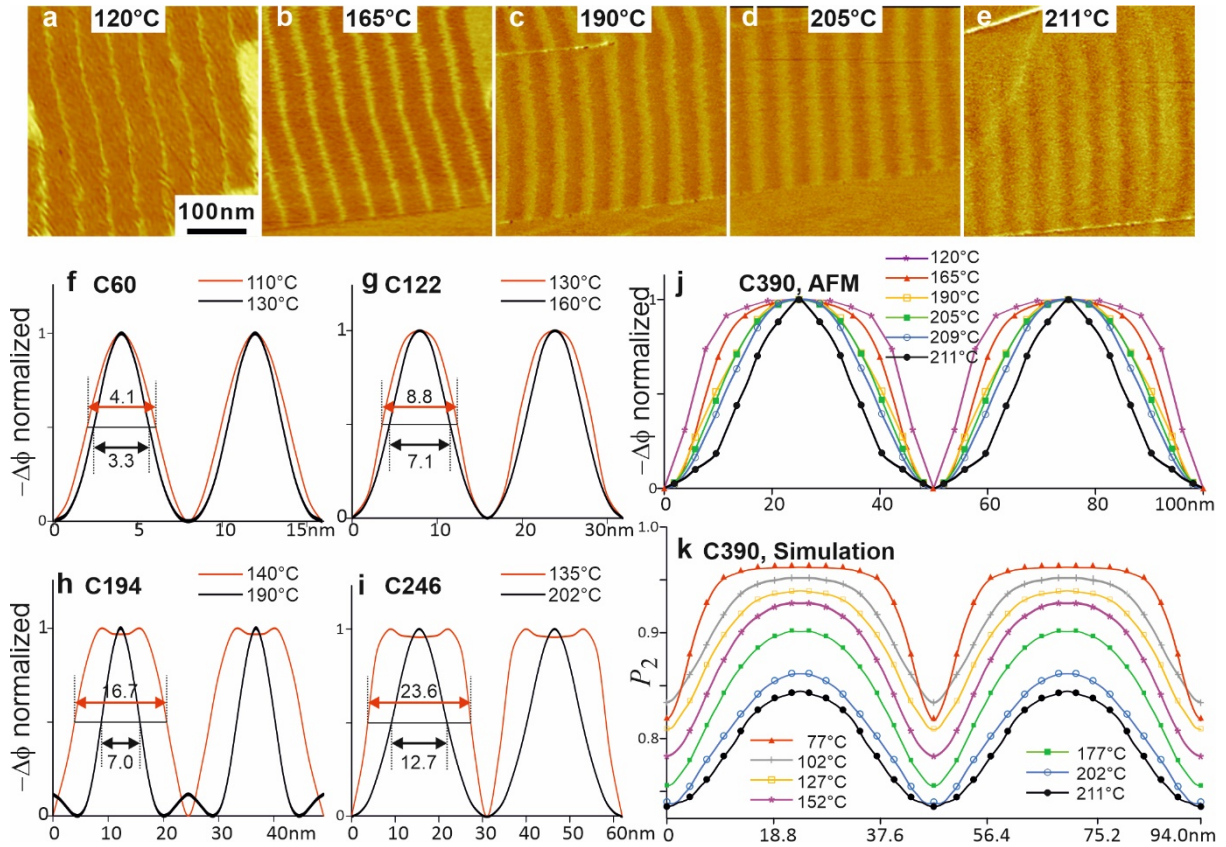 a 120°C
b 165°C
c 190°C
d 205°C
e 211°C
100nm
f C60
110°C
130°C
−Δϕ normalized
1
0
4.1
3.3
0 5 10 15nm
g C122
130°C
160°C
1
0
8.8
7.1
0 10 20 30nm
j C390, AFM
120°C
165°C
190°C
205°C
209°C
211°C
−Δϕ normalized
1
0
0 20 40 60 80 100nm
h C194
140°C
190°C
−Δϕ normalized
1
0
16.7
7.0
0 10 20 30 40nm
i C246
135°C
202°C
1
0
23.6
12.7
0 10 20 30 40 50 60nm
k C390, Simulation
P2
1.0
0.9
0.8
77°C
102°C
127°C
152°C
177°C
202°C
211°C
0 18.8 37.6 56.4 75.2 94.0nm